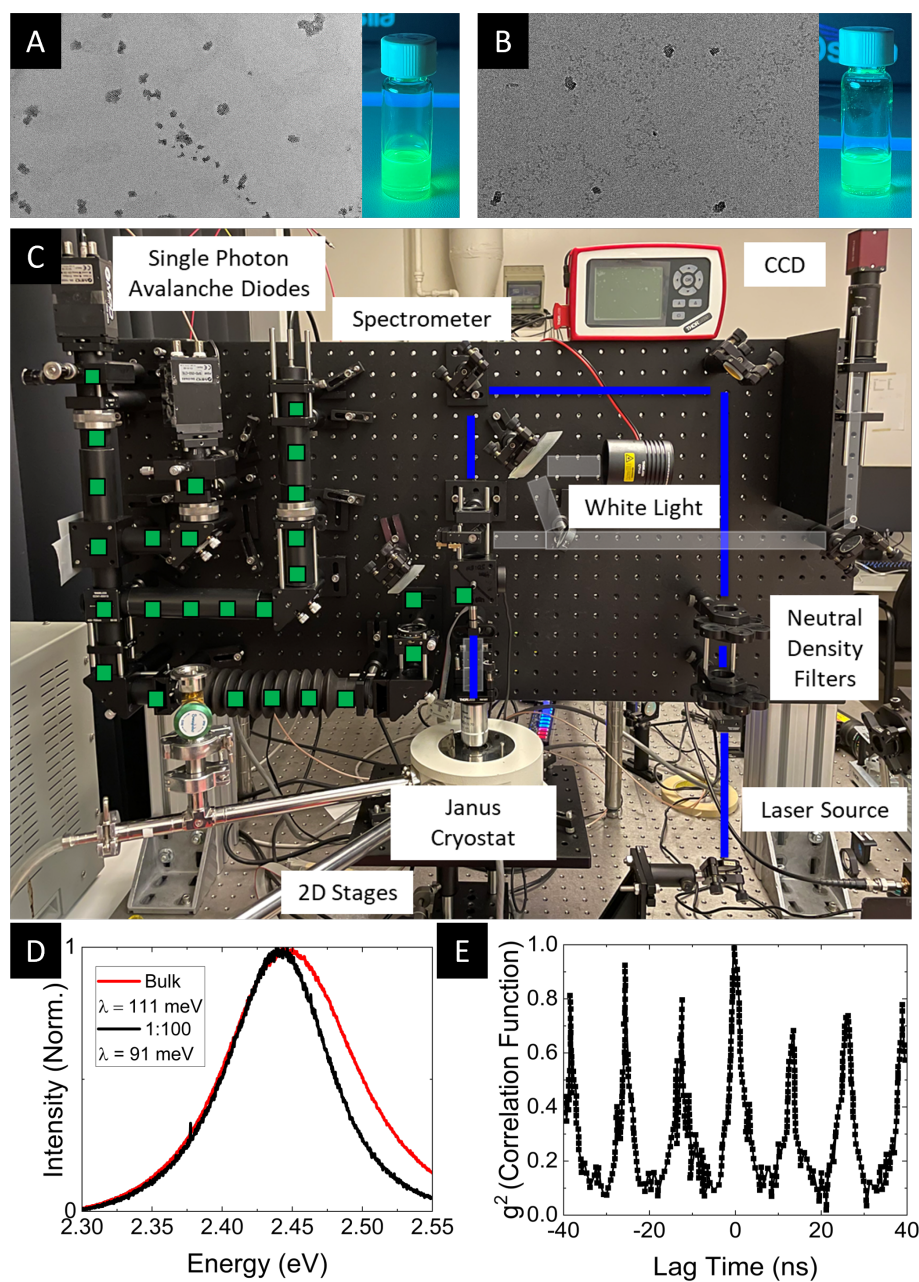 A
B
C
Single Photon
Avalanche Diodes
Spectrometer
CCD
White Light
Neutral
Density
Filters
Laser Source
Janus
Cryostat
2D Stages
D
E
Intensity (Norm.)
1
0
Bulk
λ = 111 meV
1:100
λ = 91 meV
2.30 2.35 2.40 2.45 2.50 2.55
Energy (eV)
g² (Correlation Function)
1.0
0.8
0.6
0.4
0.2
0.0
-40 -20 0 20 40
Lag Time (ns)